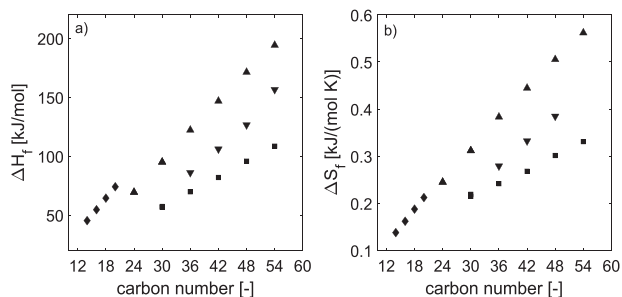 a)
200
150
100
50
ΔH_f [kJ/mol]
12 18 24 30 36 42 48 54 60
carbon number [-]
b)
0.6
0.5
0.4
0.3
0.2
0.1
ΔS_f [kJ/(mol K)]
12 18 24 30 36 42 48 54 60
carbon number [-]